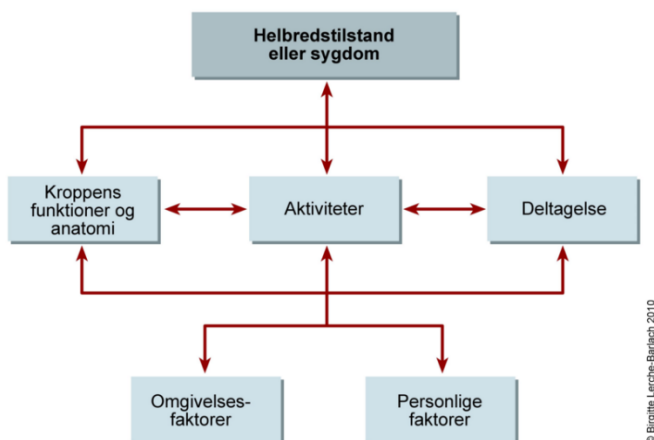 Helbredstilstand
eller sygdom
Kroppens
funktioner og
anatomi
Aktiviteter
Deltagelse
Omgivelses-
faktorer
Personlige
faktorer
© Birgitte Lerche-Barlach 2010